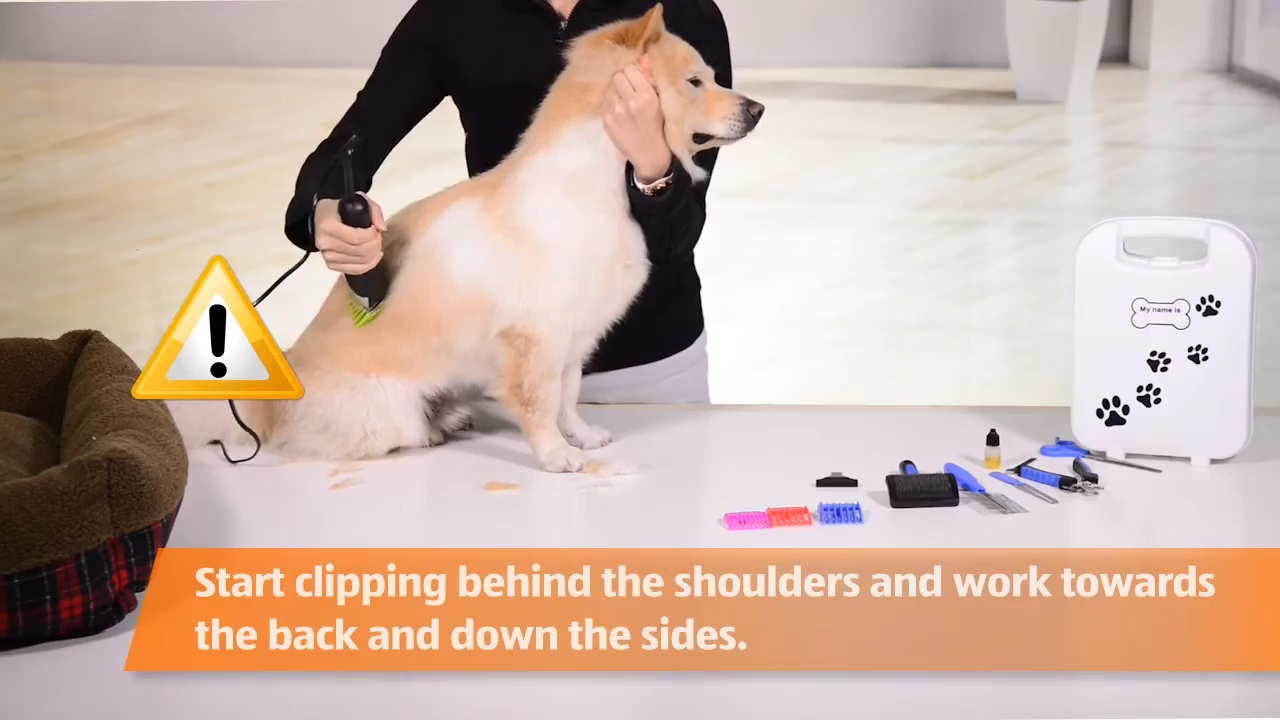 My name is
Start clipping behind the shoulders and work towards
the back and down the sides.